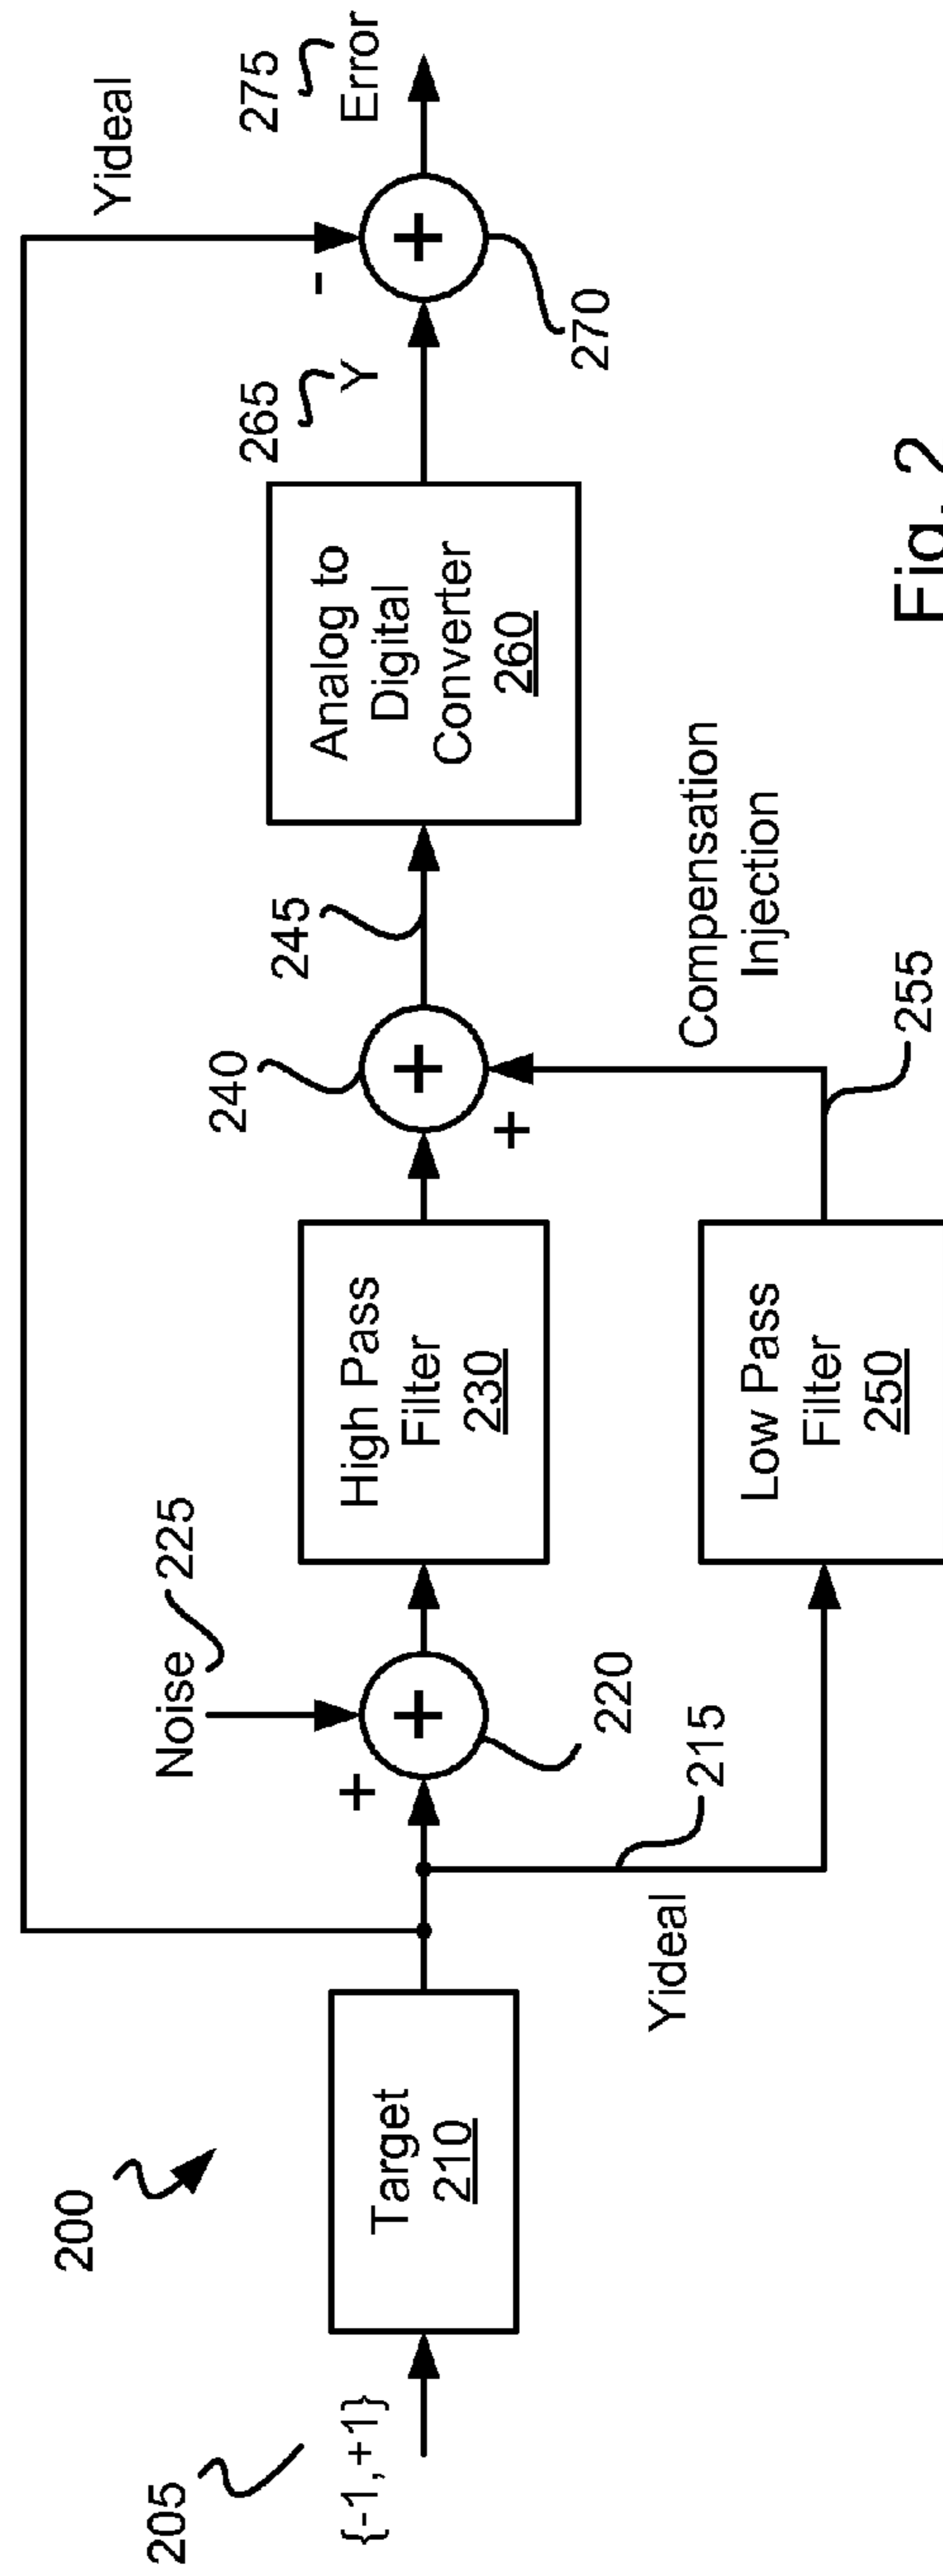 200
205
{-1,+1}
Target
210
Yideal
Noise
225
+
+
220
215
Yideal
High Pass
Filter
230
Low Pass
Filter
250
240
+
+
245
255
Compensation
Injection
Analog to
Digital
Converter
260
265
Y
-
+
270
275
Error
Fig. 2